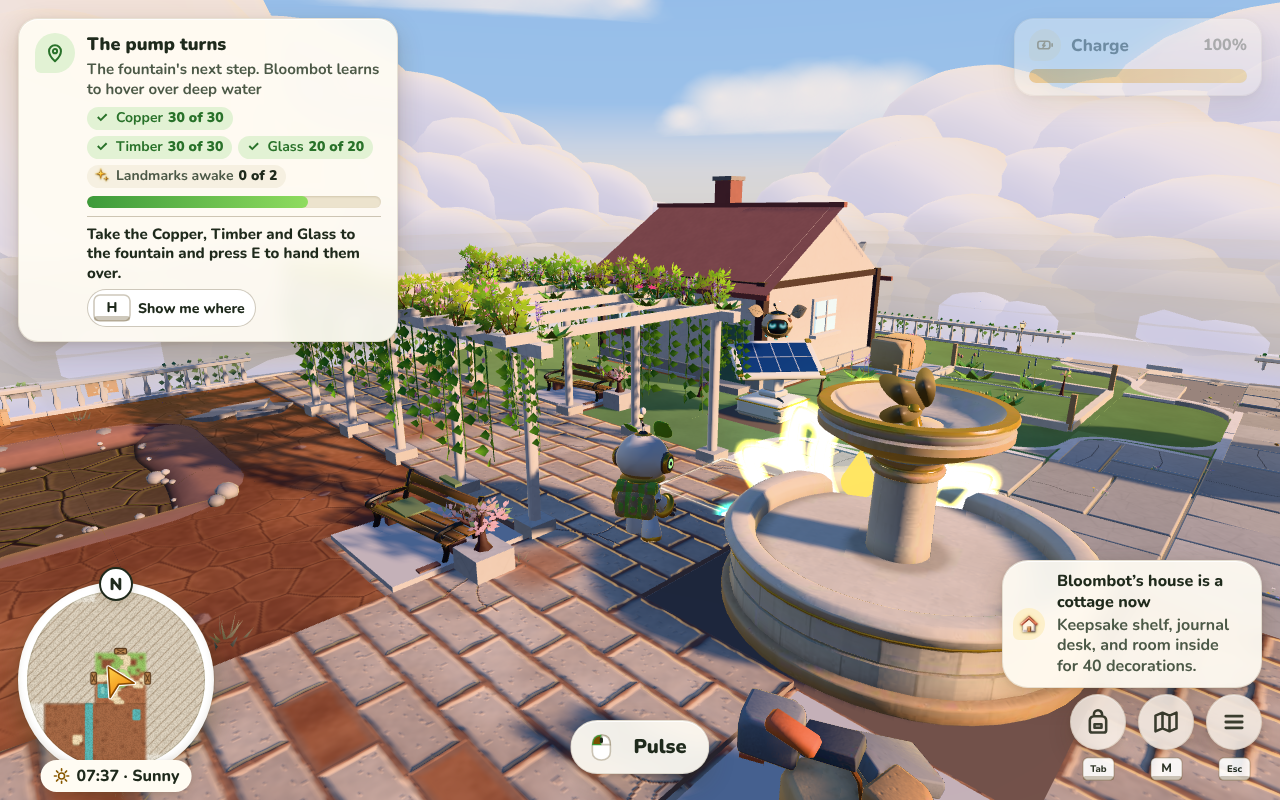 The pump turns
The fountain's next step. Bloombot learns
to hover over deep water
Copper 30 of 30
Timber 30 of 30
Glass 20 of 20
Landmarks awake 0 of 2
Take the Copper, Timber and Glass to
the fountain and press E to hand them
over.
H Show me where
Charge 100%
Bloombot's house is a
cottage now
Keepsake shelf, journal
desk, and room inside
for 40 decorations.
N
07:37 · Sunny
Pulse
Tab
M
Esc